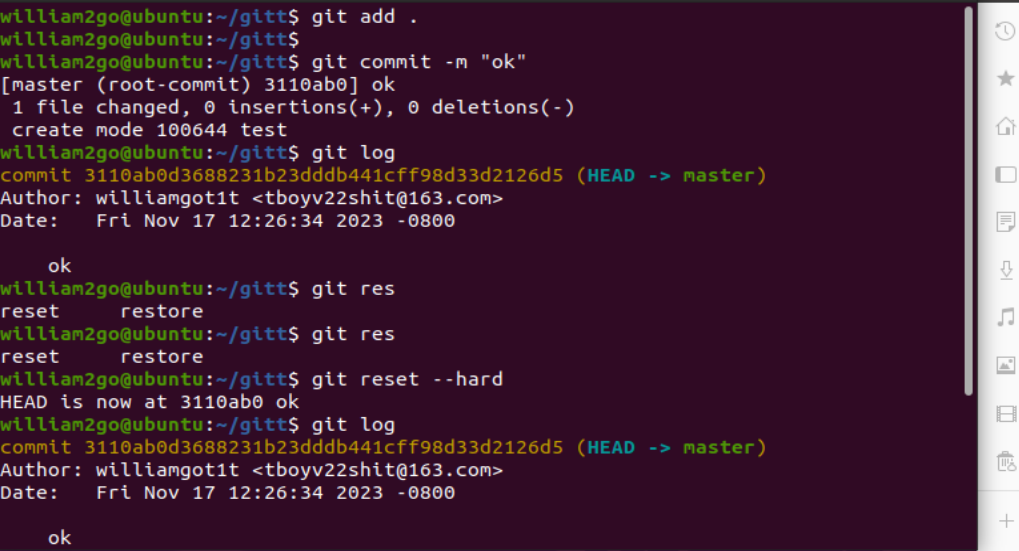 william2go@ubuntu:~/gitt$ git add .
william2go@ubuntu:~/gitt$
william2go@ubuntu:~/gitt$ git commit -m "ok"
[master (root-commit) 3110ab0] ok
 1 file changed, 0 insertions(+), 0 deletions(-)
 create mode 100644 test
william2go@ubuntu:~/gitt$ git log
commit 3110ab0d3688231b23dddb441cff98d33d2126d5 (HEAD -> master)
Author: williamgot1t <tboyv22shit@163.com>
Date:   Fri Nov 17 12:26:34 2023 -0800
    ok
william2go@ubuntu:~/gitt$ git res
reset     restore
william2go@ubuntu:~/gitt$ git res
reset     restore
william2go@ubuntu:~/gitt$ git reset --hard
HEAD is now at 3110ab0 ok
william2go@ubuntu:~/gitt$ git log
commit 3110ab0d3688231b23dddb441cff98d33d2126d5 (HEAD -> master)
Author: williamgot1t <tboyv22shit@163.com>
Date:   Fri Nov 17 12:26:34 2023 -0800
    ok